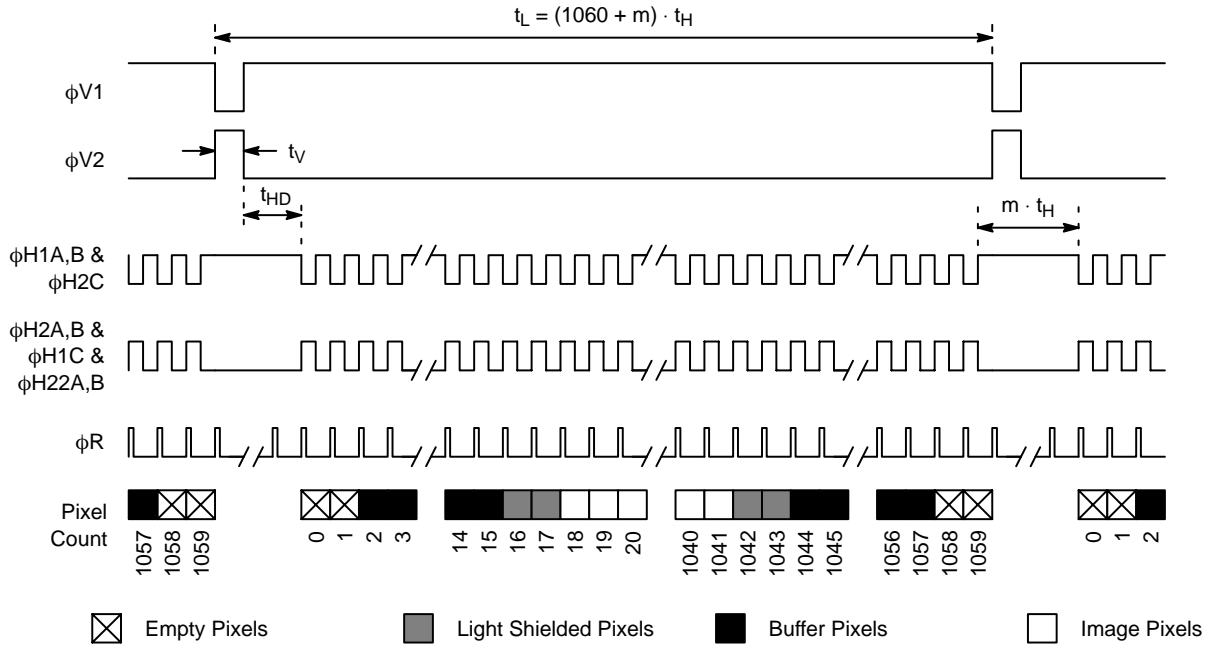 t_L = (1060 + m) · t_H
ϕV1
ϕV2
t_V
t_HD
m · t_H
ϕH1A,B &
ϕH2C
ϕH2A,B &
ϕH1C &
ϕH22A,B
ϕR
Pixel
Count
1057 1058 1059 0 1 2 3 14 15 16 17 18 19 20 1040 1041 1042 1043 1044 1045 1056 1057 1058 1059 0 1 2
Empty Pixels Light Shielded Pixels Buffer Pixels Image Pixels